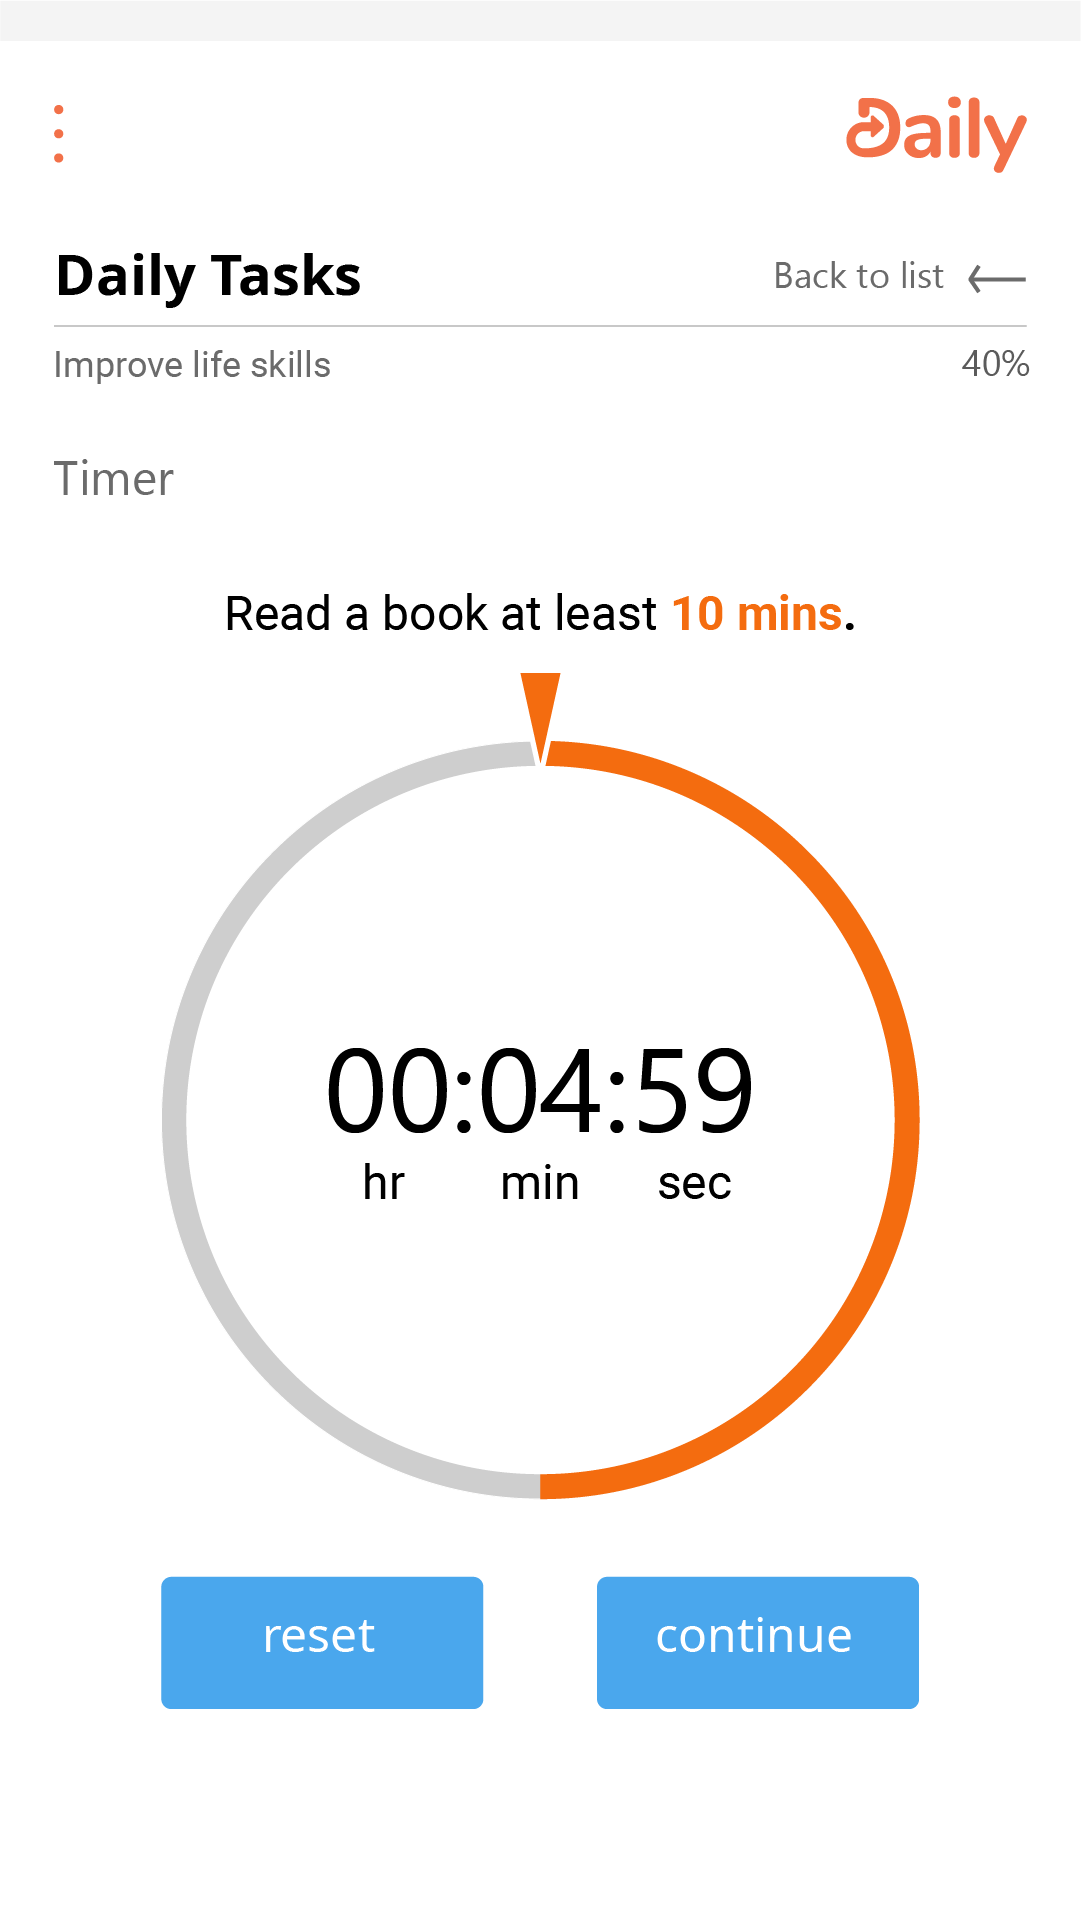 Daily
Daily Tasks
Back to list
Improve life skills
40%
Timer
Read a book at least 10 mins.
00:04:59
hr min sec
reset
continue